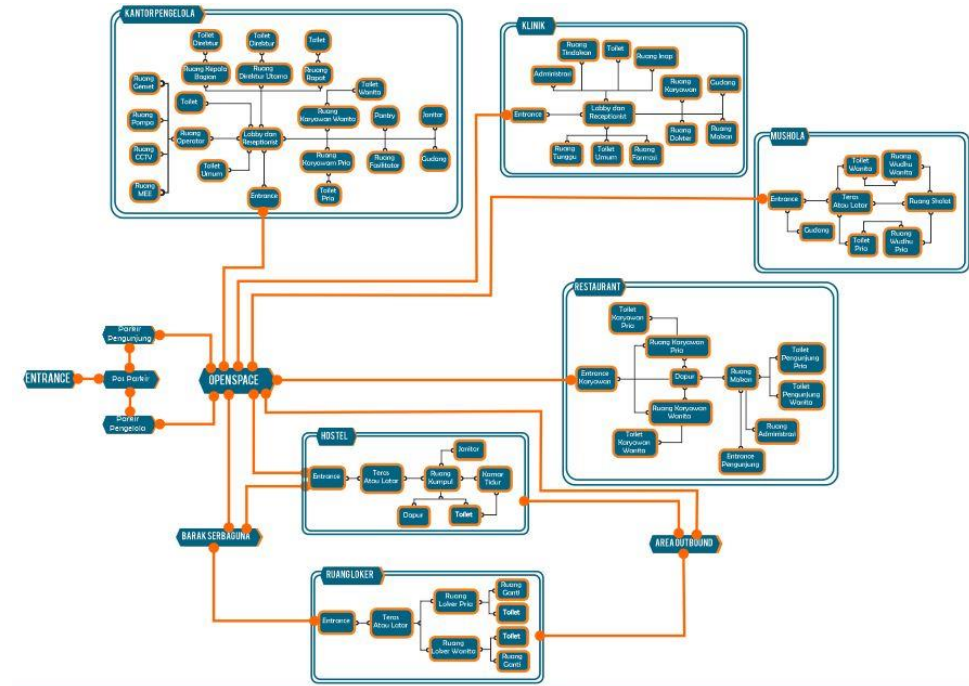 KANTOR PENGELOLA
Toilet
Direktur
Toilet
Direktur
Toilet
Ruang Kepala
Bagian
Ruang
Direktur Utama
Rruang
Rapat
Ruang
Genset
Toilet
Toilet
Wanita
Ruang
Pompa
Ruang
Operator
Lobby dan
Receptionist
Ruang
Karyawan Wanita
Pantry
Janitor
Ruang
CCTV
Toilet
Umum
Ruang
Karyawan Pria
Ruang
Fasilitator
Gudang
Ruang
MEE
Entrance
Toilet
Pria
KLINIK
Ruang
Tindakan
Toilet
Ruang Inap
Administrasi
Ruang
Karyawan
Gudang
Entrance
Lobby dan
Receptionist
Ruang
Tunggu
Toilet
Umum
Ruang
Farmasi
Ruang
Dokter
Ruang
Makan
MUSHOLA
Toilet
Wanita
Ruang
Wudhu
Wanita
Entrance
Teras
Atau Latar
Ruang Sholat
Gudang
Toilet
Pria
Ruang
Wudhu
Pria
RESTAURANT
Toilet
Karyawan
Pria
Ruang Karyawan
Pria
Toilet
Pengunjung
Pria
Entrance
Karyawan
Dapur
Ruang
Makan
Toilet
Pengunjung
Wanita
Ruang Karyawan
Wanita
Toilet
Karyawan
Wanita
Ruang
Administrasi
Entrance
Pengunjung
Parkir
Pengunjung
ENTRANCE
Pos Parkir
OPENSPACE
Parkir
Pengelola
HOSTEL
Janitor
Entrance
Teras
Atau Latar
Ruang
Kumpul
Kamar
Tidur
Dapur
Toilet
BARAK SERBAGUNA
AREA OUTBOUND
RUANG LOKER
Entrance
Teras
Atau Latar
Ruang
Loker Pria
Ruang
Ganti
Toilet
Ruang
Loker Wanita
Toilet
Ruang
Ganti